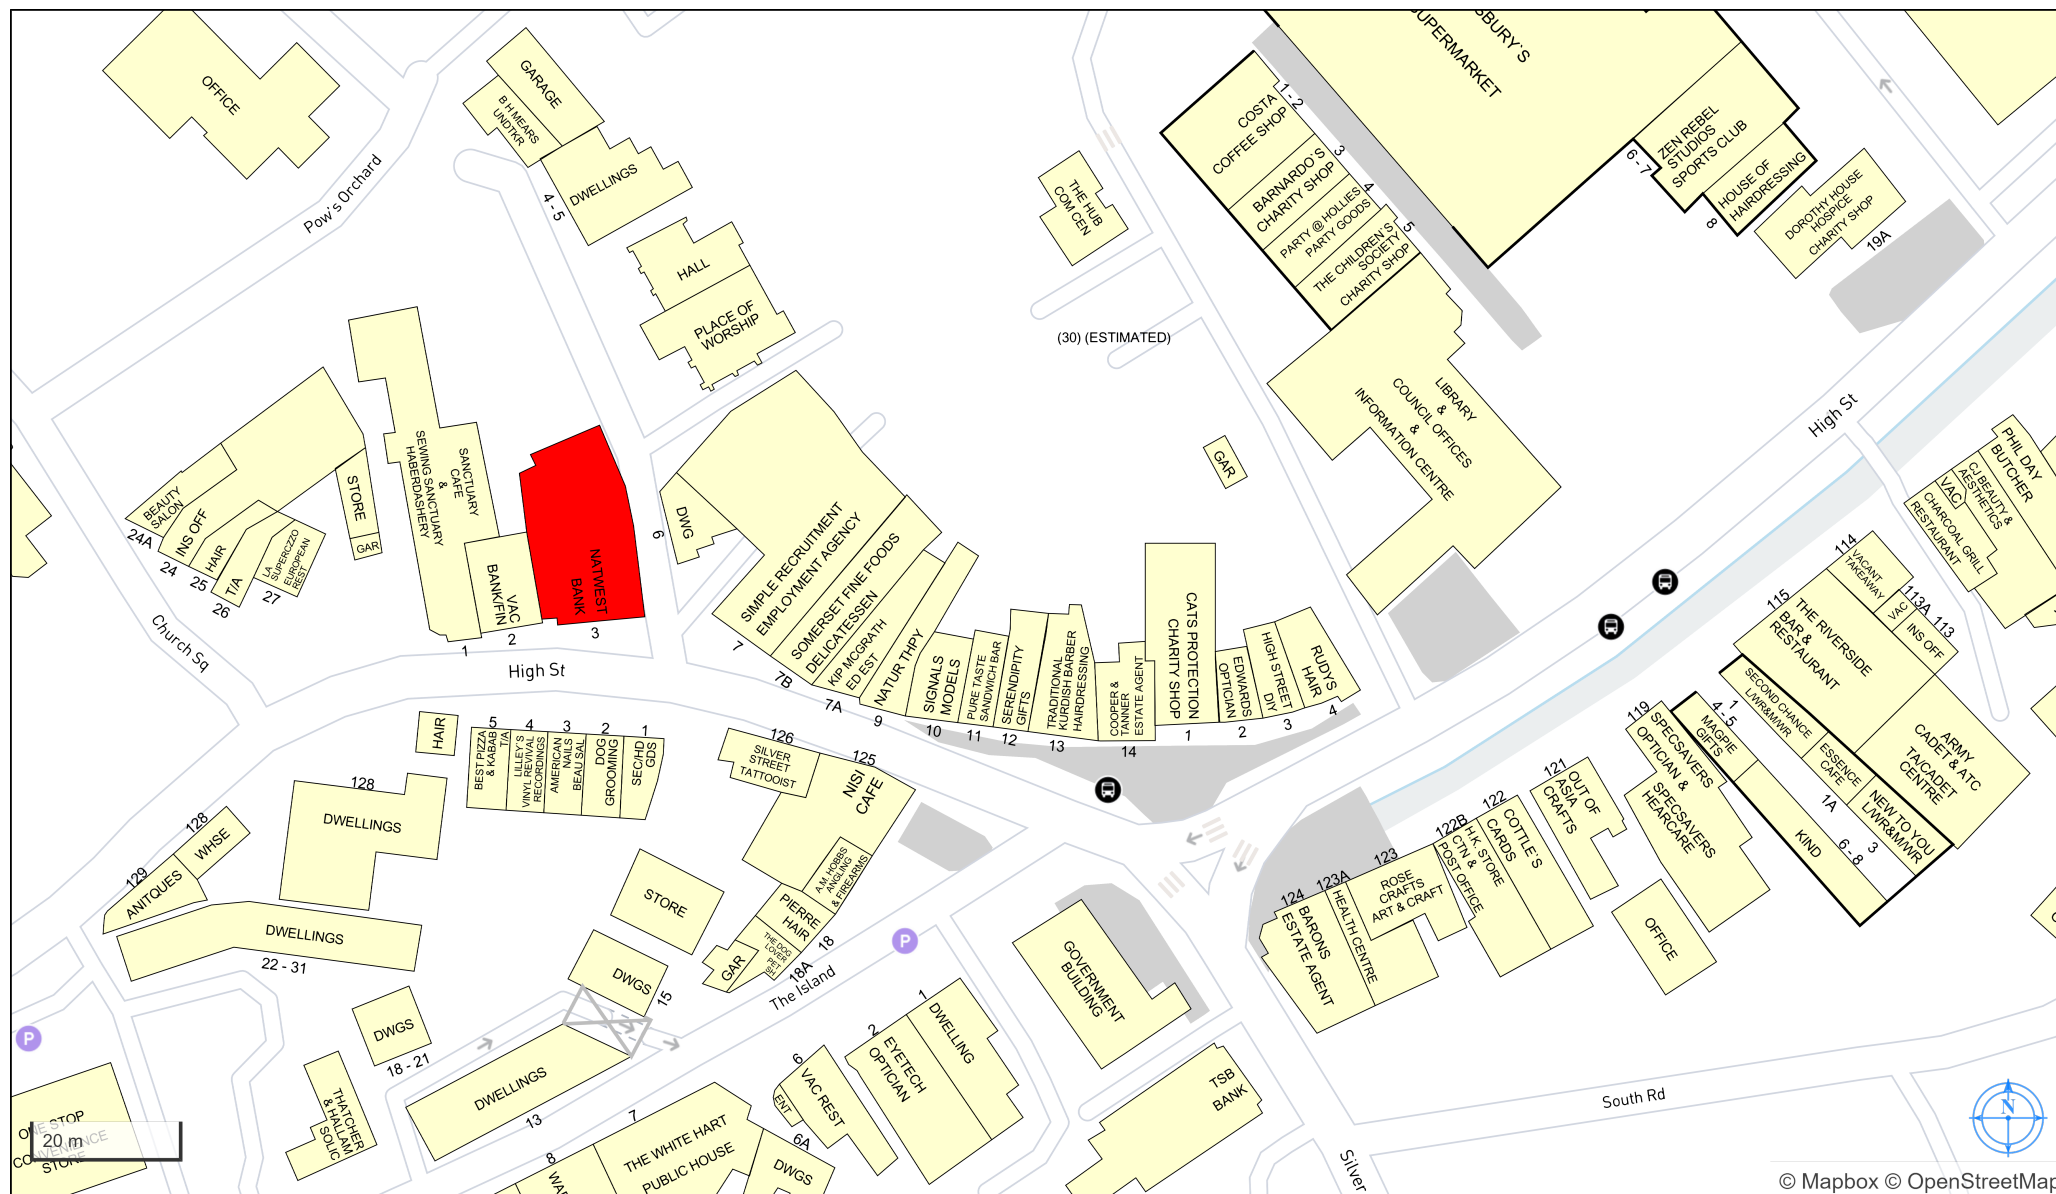 OFFICE
GARAGE
B H MEARS
UNDTKR
DWELLINGS
4 - 5
Pow's Orchard
HALL
PLACE OF
WORSHIP
THE HUB
COM CEN
(30) (ESTIMATED)
SBURY'S
SUPERMARKET
COSTA
COFFEE SHOP
1 - 2
BARNARDO'S
CHARITY SHOP
3
PARTY @ HOLLIES
PARTY GOODS
4
THE CHILDREN'S
SOCIETY
CHARITY SHOP
5
ZEN REBEL
STUDIOS
SPORTS CLUB
6 - 7
HOUSE OF
HAIRDRESSING
8
DOROTHY HOUSE
HOSPICE
CHARITY SHOP
19A
LIBRARY
&
COUNCIL OFFICES
&
INFORMATION CENTRE
GAR
High St
PHIL DAY
BUTCHER
CJ BEAUTY &
AESTHETICS
VAC
CHARCOAL GRILL
RESTAURANT
BEAUTY
SALON
24A
INS OFF
24
HAIR
25
T/A
26
LA
SUPERCZZO
EUROPEAN
REST
27
STORE
GAR
SEWING SANCTUARY
&
HABERDASHERY
SANCTUARY
CAFE
1
VAC
BANK/FIN
2
NATWEST
BANK
3
DWG
6
SIMPLE RECRUITMENT
EMPLOYMENT AGENCY
7
SOMERSET FINE FOODS
DELICATESSEN
7B
KIP MCGRATH
ED EST
7A
NATUR THPY
9
SIGNALS
MODELS
10
PURE TASTE
SANDWICH BAR
11
SERENDIPITY
GIFTS
12
TRADITIONAL
KURDISH BARBER
HAIRDRESSING
13
COOPER &
TANNER
ESTATE AGENT
14
CATS PROTECTION
CHARITY SHOP
1
EDWARDS
OPTICIAN
2
HIGH STREET
DIY
3
RUDYS
HAIR
4
Church Sq
High St
114
VACANT
TAKEAWAY
113A
VAC
113
INS OFF
115
THE RIVERSIDE
BAR &
RESTAURANT
ARMY
CADET & ATC
TA/CADET
CENTRE
SECOND CHANCE
L/WR&M/WR
1
ESSENCE
CAFE
1A
NEW TO YOU
L/WR&M/WR
3
4 - 5
MAGPIE
GIFTS
KIND
6 - 8
119
SPECSAVERS
OPTICIAN &
SPECSAVERS
HEARCARE
121
OUT OF
ASIA
CRAFTS
122
COTTLE'S
CARDS
122B
H.K. STORE
CTN &
POST OFFICE
123
ROSE
CRAFTS
ART & CRAFT
123A
HEALTH CENTRE
124
BARONS
ESTATE AGENT
OFFICE
HAIR
5
BEST PIZZA
& KABAB
T/A
4
LILLEY'S
VINYL REVIVAL
RECORDINGS
3
AMERICAN
NAILS
BEAU SAL
2
DOG
GROOMING
1
SEC/HD
GDS
126
SILVER
STREET
TATTOOIST
125
NISI
CAFE
A.M. HOBBS
ANGLING
& FIREARMS
PIERRE
HAIR
18
THE DOG
LOVER
PET
SH
18A
GAR
128
DWELLINGS
128
WHSE
129
ANITQUES
DWELLINGS
22 - 31
STORE
DWGS
15
The Island
DWGS
18 - 21
THATCHER
& HALLAM
SOLIC
DWELLINGS
13
ONE STOP
CONVENIENCE
STORE
20 m
7
THE WHITE HART
PUBLIC HOUSE
8
6
VAC REST
ENT
6A
DWGS
2
EYETECH
OPTICIAN
1
DWELLING
GOVERNMENT
BUILDING
TSB
BANK
South Rd
Silver
P
P
N
© Mapbox © OpenStreetMap